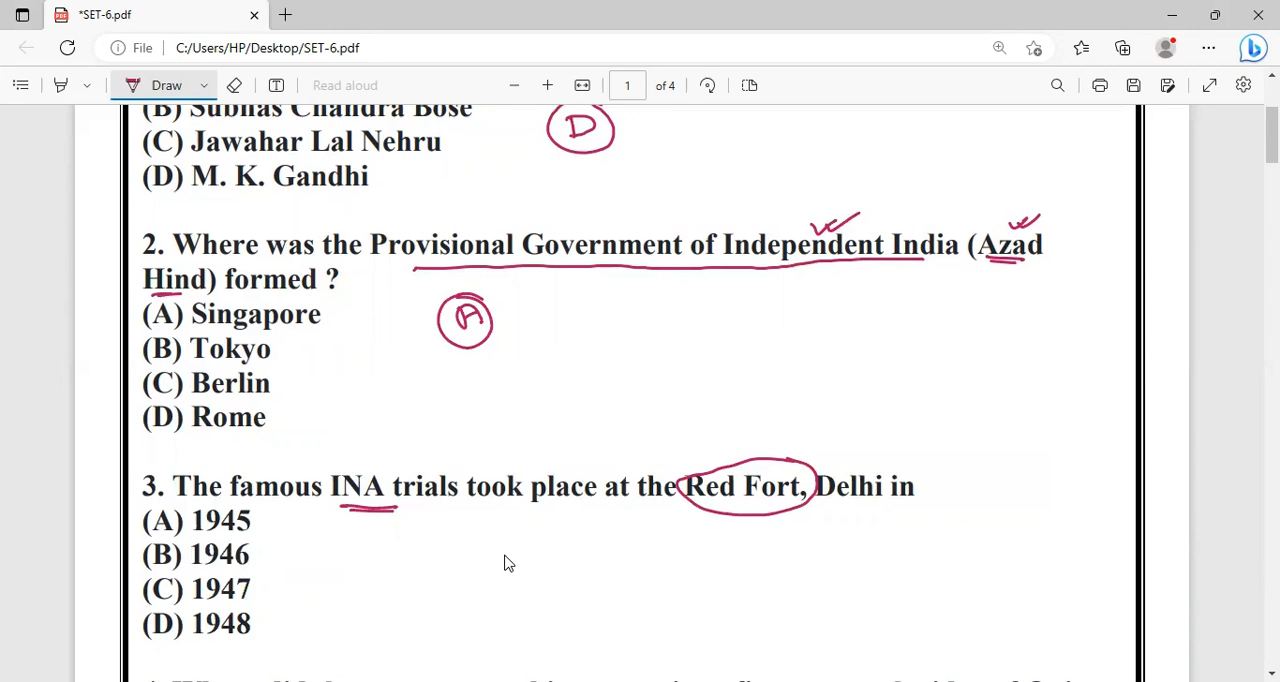 *SET-6.pdf
File
C:/Users/HP/Desktop/SET-6.pdf
Draw
Read aloud
1
of 4
(B) Subhas Chandra Bose
(C) Jawahar Lal Nehru
D
(D) M. K. Gandhi
2. Where was the Provisional Government of Independent India (Azad
Hind) formed ?
(A) Singapore
A
(B) Tokyo
(C) Berlin
(D) Rome
3. The famous INA trials took place at the Red Fort, Delhi in
(A) 1945
(B) 1946
(C) 1947
(D) 1948